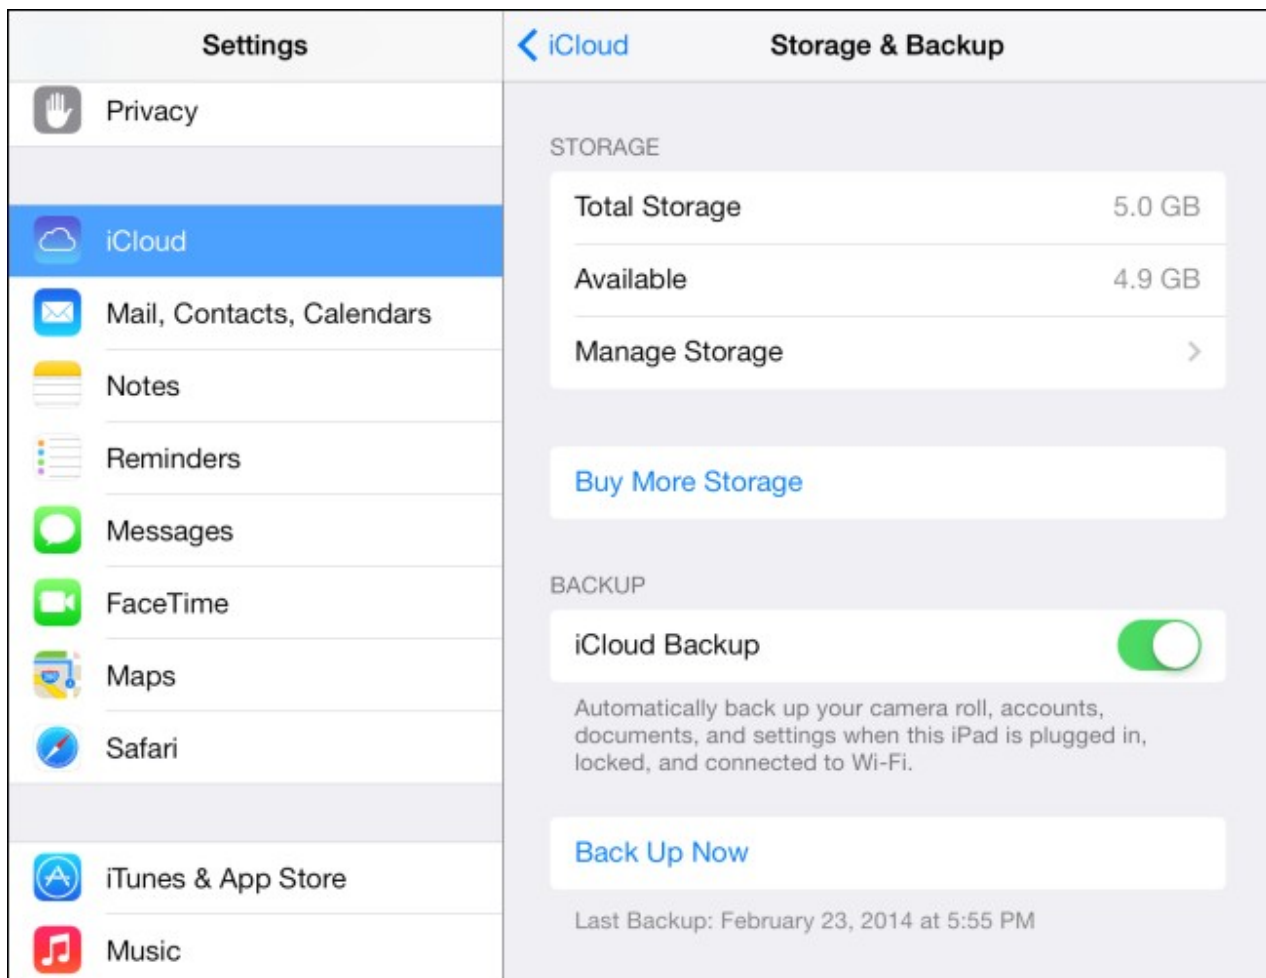 Settings
Privacy
iCloud
Mail, Contacts, Calendars
Notes
Reminders
Messages
FaceTime
Maps
Safari
iTunes & App Store
Music
iCloud
Storage & Backup
STORAGE
Total Storage 5.0 GB
Available 4.9 GB
Manage Storage
Buy More Storage
BACKUP
iCloud Backup
Automatically back up your camera roll, accounts,
documents, and settings when this iPad is plugged in,
locked, and connected to Wi-Fi.
Back Up Now
Last Backup: February 23, 2014 at 5:55 PM